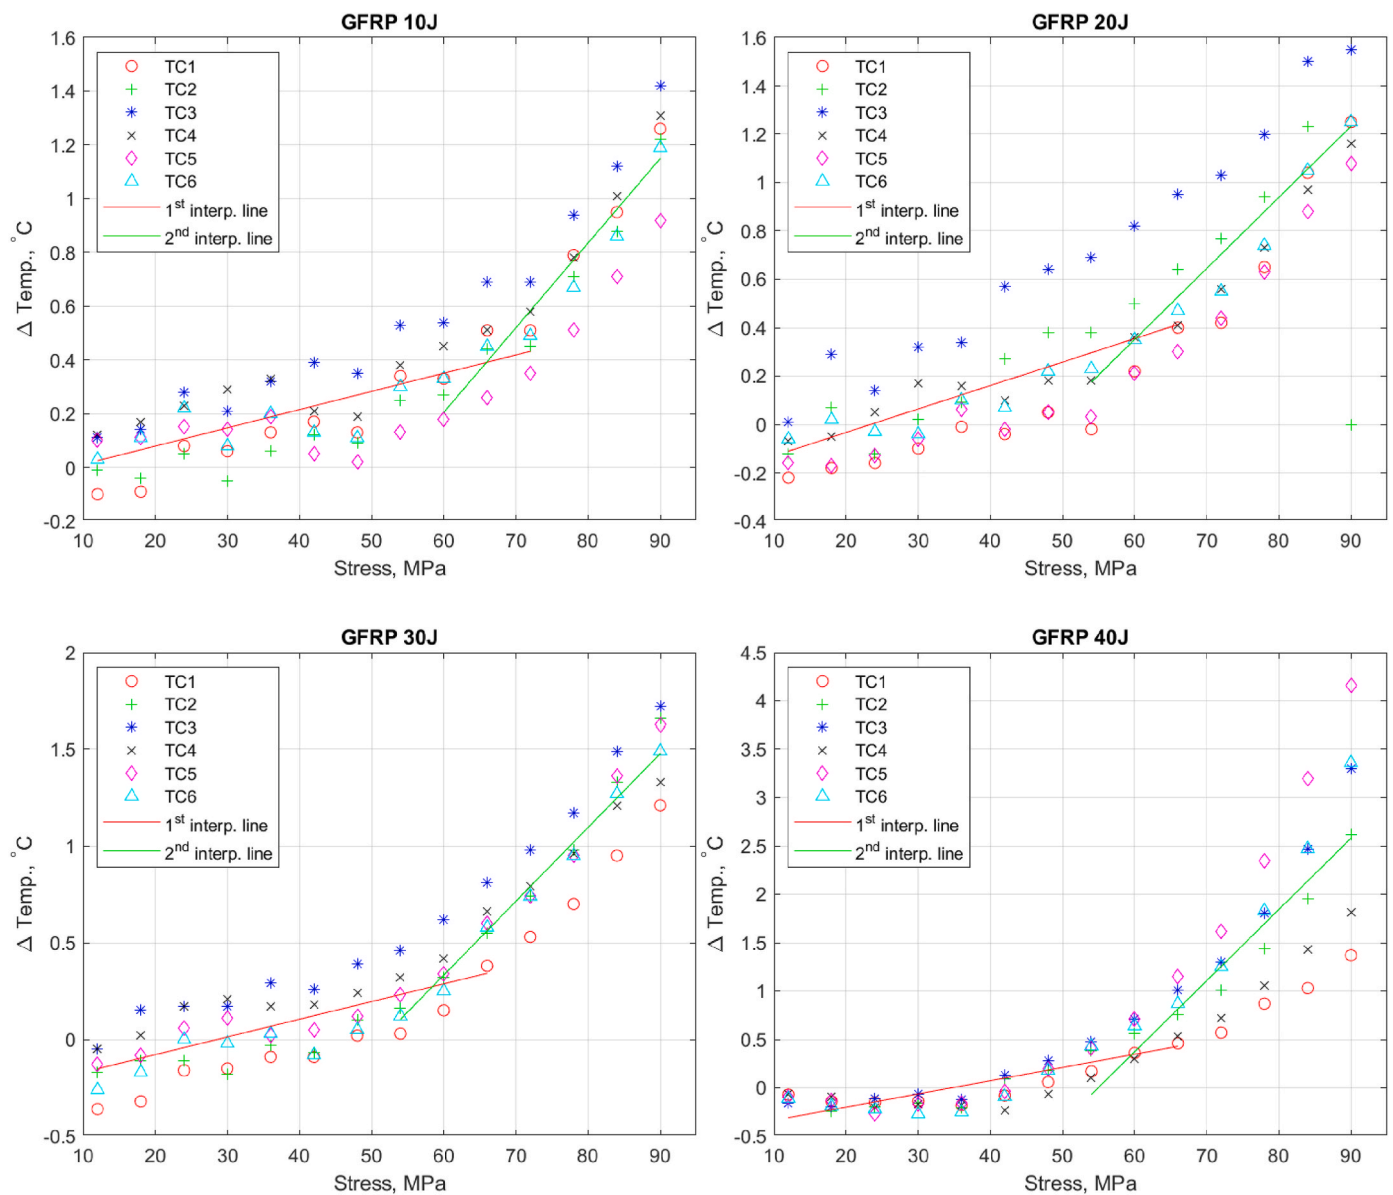 GFRP 10J
1.6
1.4
1.2
1
0.8
0.6
0.4
0.2
0
-0.2
Δ Temp., °C
TC1
TC2
TC3
TC4
TC5
TC6
1st interp. line
2nd interp. line
10 20 30 40 50 60 70 80 90
Stress, MPa
GFRP 20J
1.6
1.4
1.2
1
0.8
0.6
0.4
0.2
0
-0.2
-0.4
Δ Temp., °C
TC1
TC2
TC3
TC4
TC5
TC6
1st interp. line
2nd interp. line
10 20 30 40 50 60 70 80 90
Stress, MPa
GFRP 30J
2
1.5
1
0.5
0
-0.5
Δ Temp., °C
TC1
TC2
TC3
TC4
TC5
TC6
1st interp. line
2nd interp. line
10 20 30 40 50 60 70 80 90
Stress, MPa
GFRP 40J
4.5
4
3.5
3
2.5
2
1.5
1
0.5
0
-0.5
Δ Temp., °C
TC1
TC2
TC3
TC4
TC5
TC6
1st interp. line
2nd interp. line
10 20 30 40 50 60 70 80 90
Stress, MPa